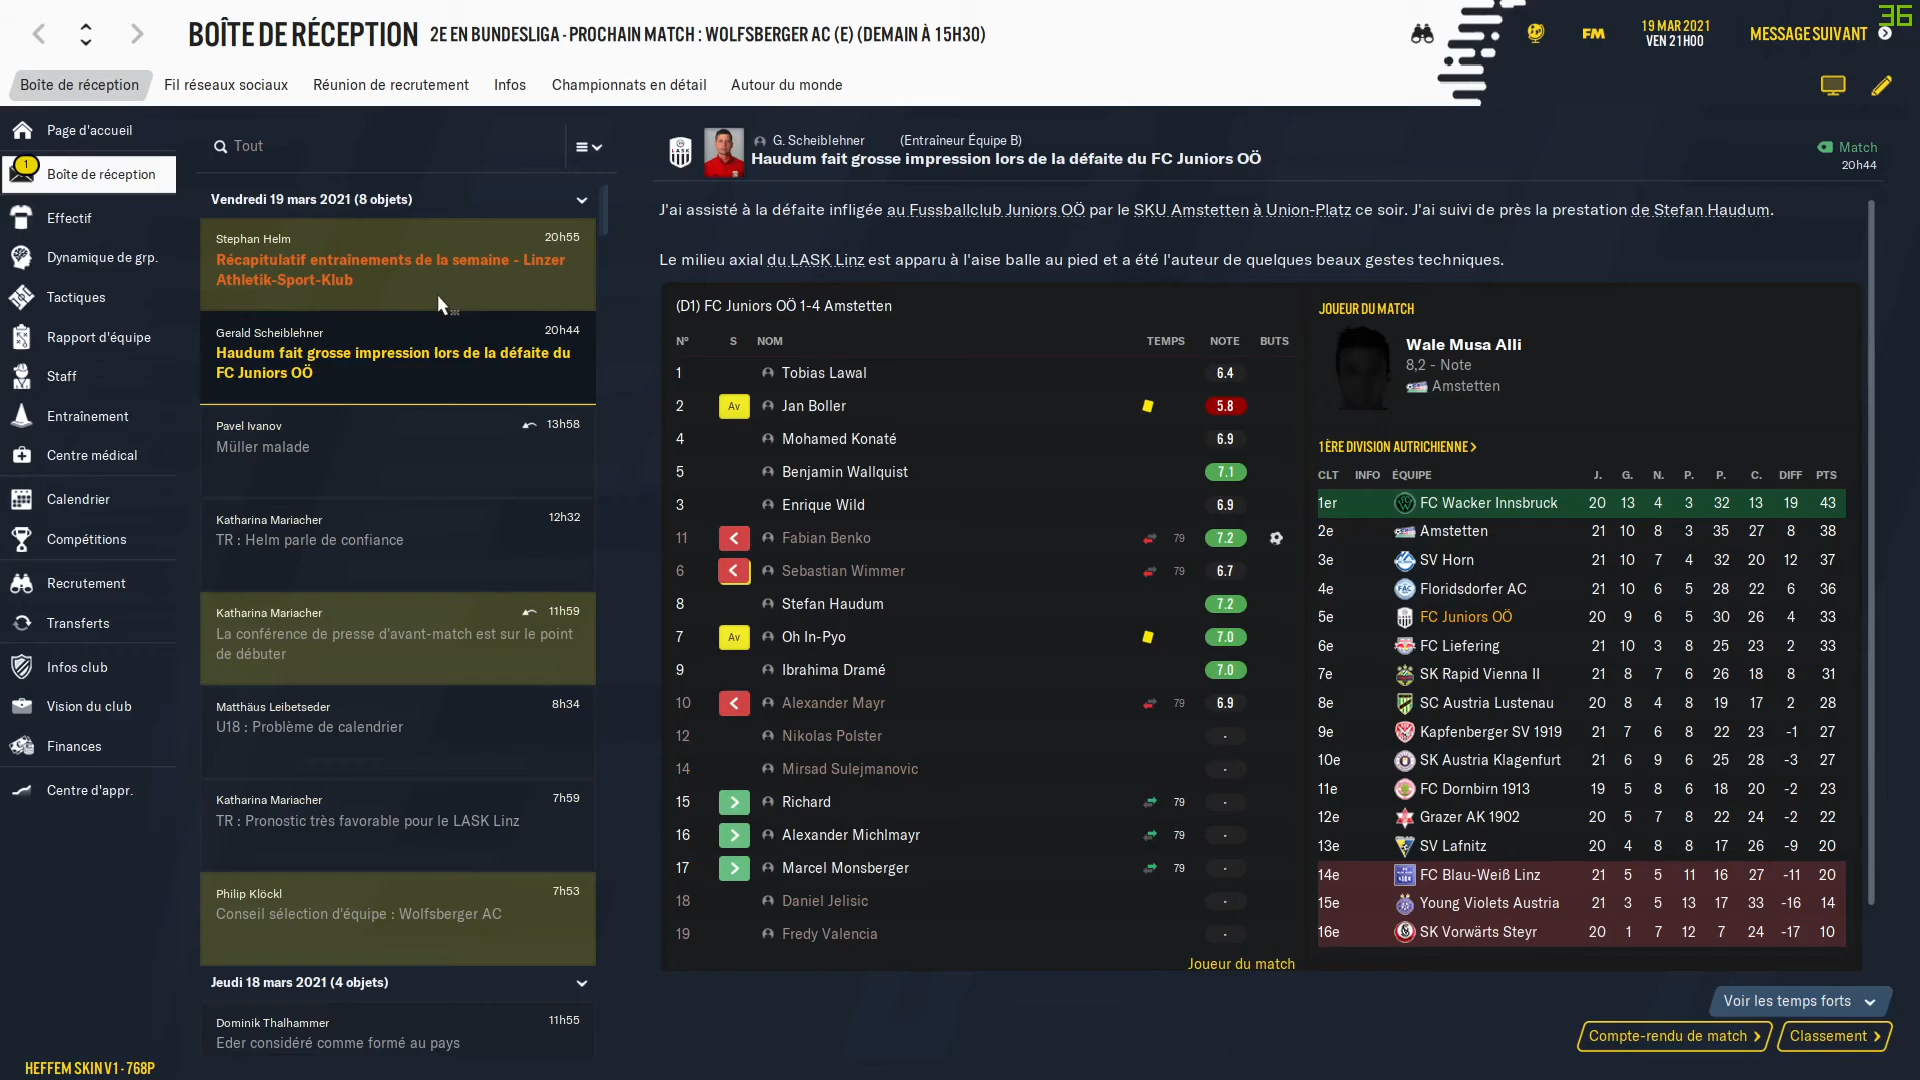 BOÎTE DE RÉCEPTION 2E EN BUNDESLIGA - PROCHAIN MATCH : WOLFSBERGER AC (E) (DEMAIN À 15H30)
FM
19 MAR 2021
VEN 21H00
MESSAGE SUIVANT
36
Boîte de réception Fil réseaux sociaux Réunion de recrutement Infos Championnats en détail Autour du monde
Page d'accueil
1
Boîte de réception
Effectif
Dynamique de grp.
Tactiques
Rapport d'équipe
Staff
Entraînement
Centre médical
Calendrier
Compétitions
Recrutement
Transferts
Infos club
Vision du club
Finances
Centre d'appr.
HEFFEM SKIN V1 - 768P
Tout
Vendredi 19 mars 2021 (8 objets)
Stephan Helm 20h55
Récapitulatif entraînements de la semaine - Linzer
Athletik-Sport-Klub
Gerald Scheiblehner 20h44
Haudum fait grosse impression lors de la défaite du
FC Juniors OÖ
Pavel Ivanov 13h58
Müller malade
Katharina Mariacher 12h32
TR : Helm parle de confiance
Katharina Mariacher 11h59
La conférence de presse d'avant-match est sur le point
de débuter
Matthäus Leibetseder 8h34
U18 : Problème de calendrier
Katharina Mariacher 7h59
TR : Pronostic très favorable pour le LASK Linz
Philip Klöckl 7h53
Conseil sélection d'équipe : Wolfsberger AC
Jeudi 18 mars 2021 (4 objets)
Dominik Thalhammer 11h55
Eder considéré comme formé au pays
LASK
G. Scheiblehner (Entraîneur Équipe B)
Haudum fait grosse impression lors de la défaite du FC Juniors OÖ
Match
20h44
J'ai assisté à la défaite infligée au Fussballclub Juniors OÖ par le SKU Amstetten à Union-Platz ce soir. J'ai suivi de près la prestation de Stefan Haudum.
Le milieu axial du LASK Linz est apparu à l'aise balle au pied et a été l'auteur de quelques beaux gestes techniques.
(D1) FC Juniors OÖ 1-4 Amstetten
N° S NOM TEMPS NOTE BUTS
1 Tobias Lawal 6.4
2 Av Jan Boller 5.8
4 Mohamed Konaté 6.9
5 Benjamin Wallquist 7.1
3 Enrique Wild 6.9
11 Fabian Benko 79 7.2
6 Sebastian Wimmer 79 6.7
8 Stefan Haudum 7.2
7 Av Oh In-Pyo 7.0
9 Ibrahima Dramé 7.0
10 Alexander Mayr 79 6.9
12 Nikolas Polster -
14 Mirsad Sulejmanovic -
15 Richard 79 -
16 Alexander Michlmayr 79 -
17 Marcel Monsberger 79 -
18 Daniel Jelisic -
19 Fredy Valencia -
Joueur du match
JOUEUR DU MATCH
Wale Musa Alli
8,2 - Note
Amstetten
1ÈRE DIVISION AUTRICHIENNE >
CLT INFO ÉQUIPE J. G. N. P. P. C. DIFF PTS
1er FC Wacker Innsbruck 20 13 4 3 32 13 19 43
2e Amstetten 21 10 8 3 35 27 8 38
3e SV Horn 21 10 7 4 32 20 12 37
4e Floridsdorfer AC 21 10 6 5 28 22 6 36
5e FC Juniors OÖ 20 9 6 5 30 26 4 33
6e FC Liefering 21 10 3 8 25 23 2 33
7e SK Rapid Vienna II 21 8 7 6 26 18 8 31
8e SC Austria Lustenau 20 8 4 8 19 17 2 28
9e Kapfenberger SV 1919 21 7 6 8 22 23 -1 27
10e SK Austria Klagenfurt 21 6 9 6 25 28 -3 27
11e FC Dornbirn 1913 19 5 8 6 18 20 -2 23
12e Grazer AK 1902 20 5 7 8 22 24 -2 22
13e SV Lafnitz 20 4 8 8 17 26 -9 20
14e FC Blau-Weiß Linz 21 5 5 11 16 27 -11 20
15e Young Violets Austria 21 3 5 13 17 33 -16 14
16e SK Vorwärts Steyr 20 1 7 12 7 24 -17 10
Voir les temps forts
Compte-rendu de match > Classement >